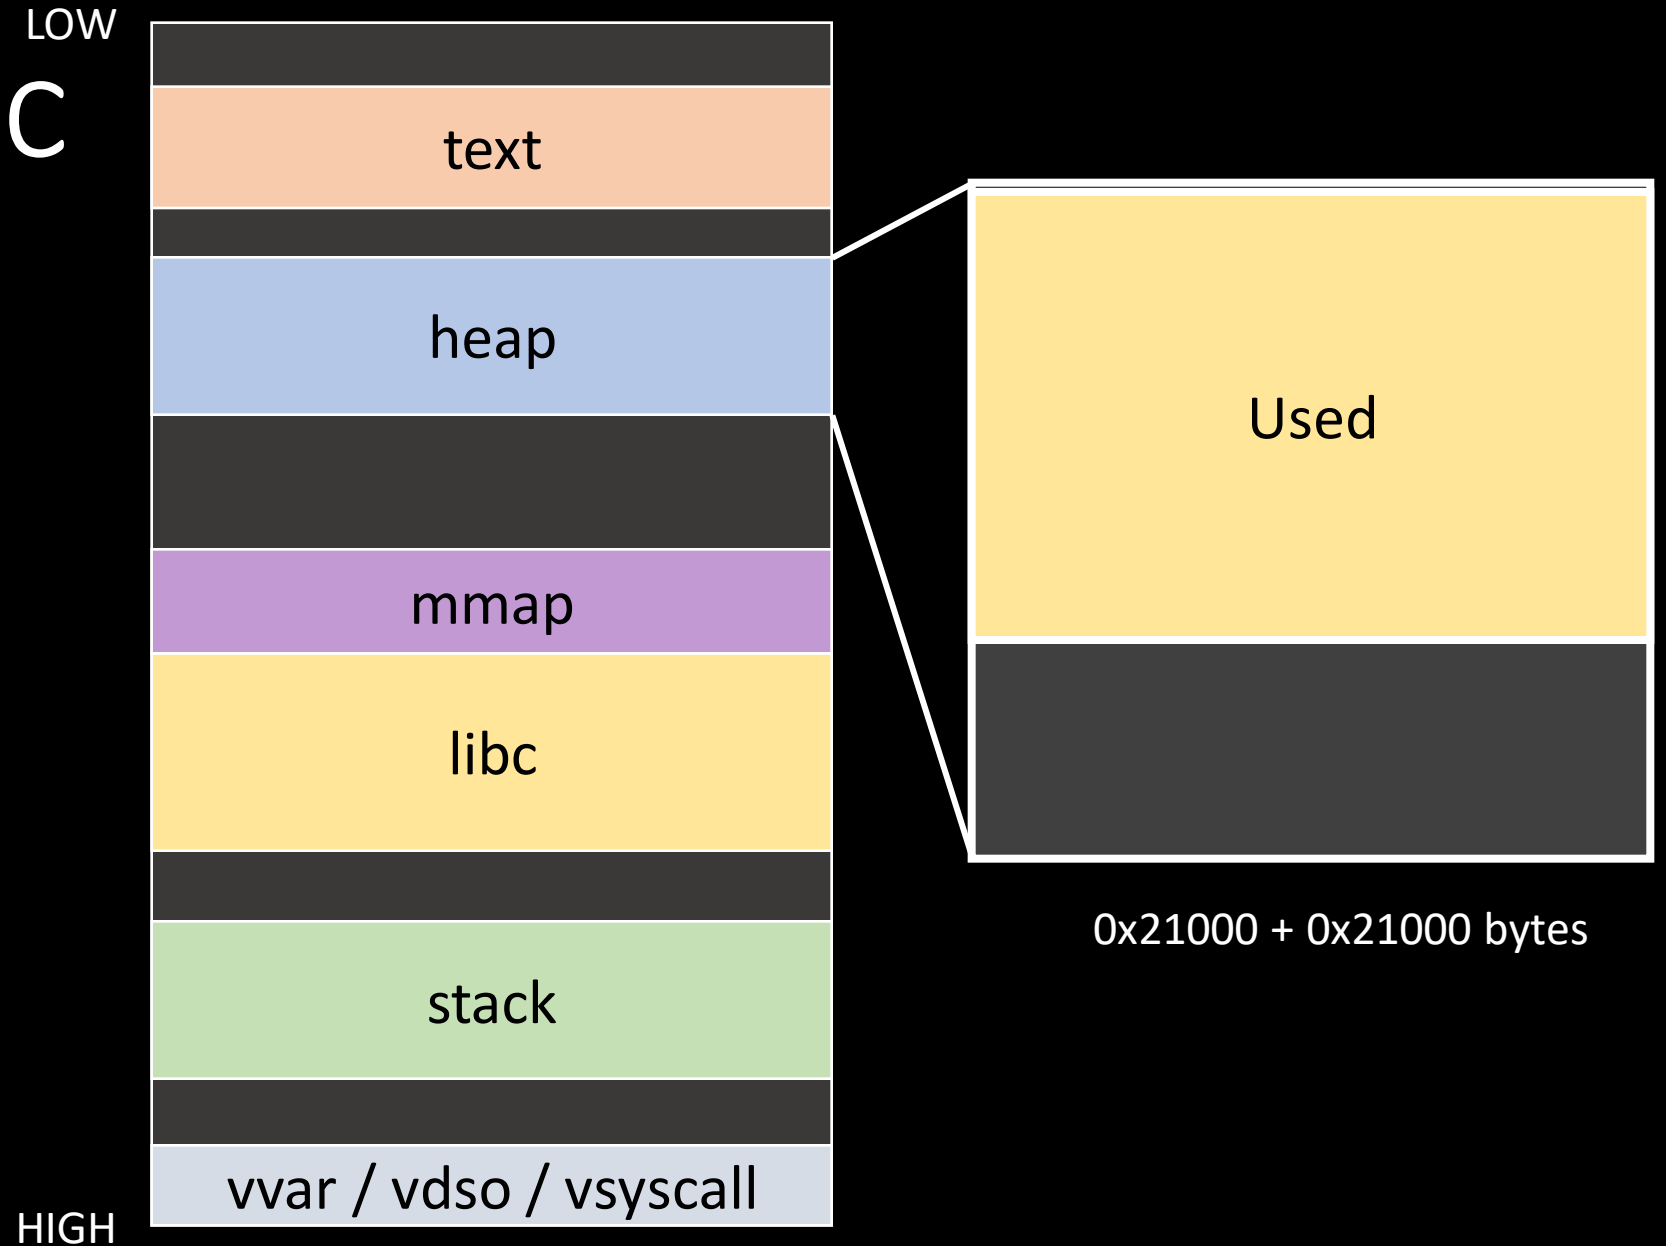 LOW
C
text
heap
Used
mmap
libc
0x21000 + 0x21000 bytes
stack
vvar / vdso / vsyscall
HIGH